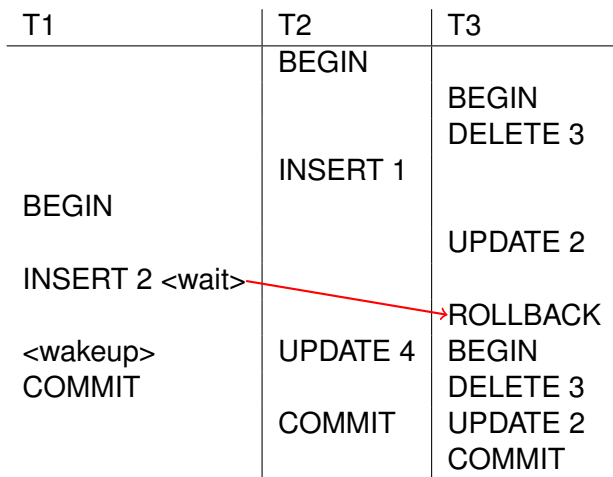 T1 T2 T3
BEGIN
BEGIN
DELETE 3
INSERT 1
BEGIN
UPDATE 2
INSERT 2 <wait>
ROLLBACK
<wakeup> UPDATE 4 BEGIN
COMMIT DELETE 3
COMMIT UPDATE 2
COMMIT